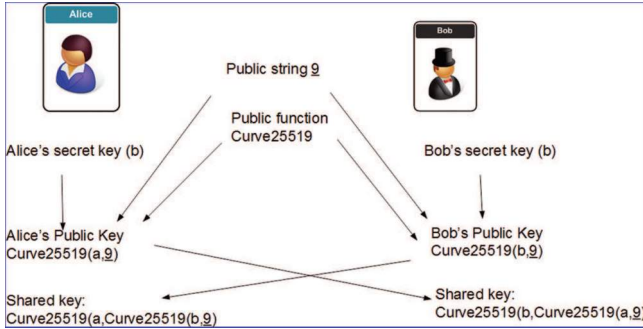 Alice
Bob
Public string 9
Public function
Curve25519
Alice's secret key (b)
Bob's secret key (b)
Alice's Public Key
Curve25519(a,9)
Bob's Public Key
Curve25519(b,9)
Shared key:
Curve25519(a,Curve25519(b,9)
Shared key:
Curve25519(b,Curve25519(a,9)